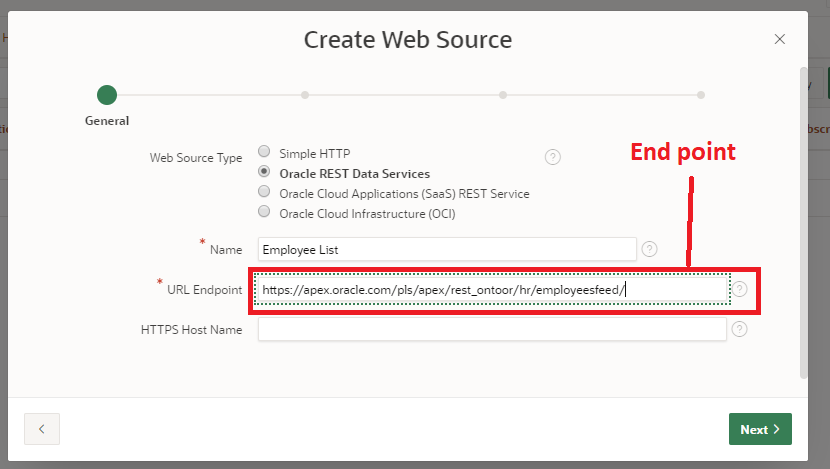 Create Web Source
General
Web Source Type
Simple HTTP
Oracle REST Data Services
Oracle Cloud Applications (SaaS) REST Service
Oracle Cloud Infrastructure (OCI)
End point
* Name
Employee List
* URL Endpoint
https://apex.oracle.com/pls/apex/rest_ontoor/hr/employeesfeed/
HTTPS Host Name
Next